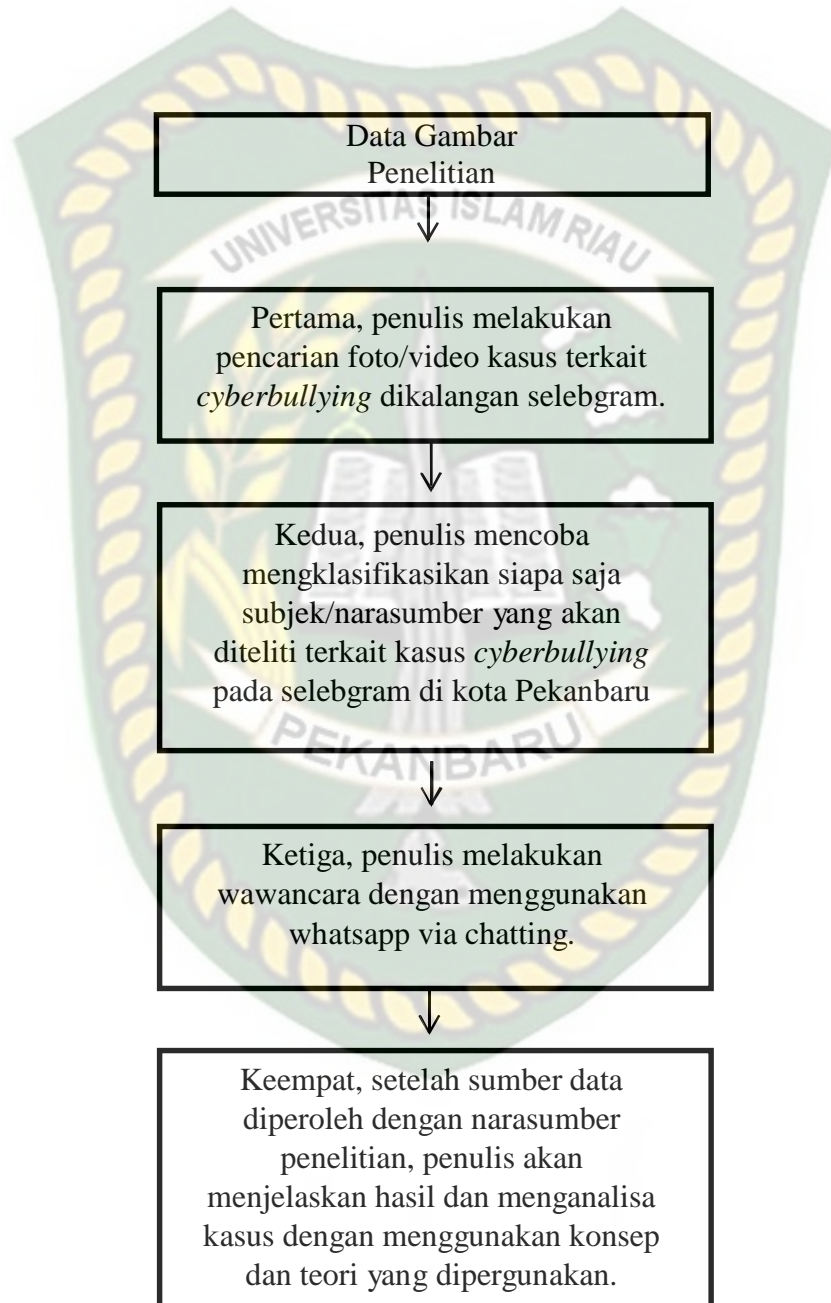 Data Gambar
Penelitian
UNIVERSITAS ISLAM RIAU
Pertama, penulis melakukan
pencarian foto/video kasus terkait
cyberbullying dikalangan selebgram.
Kedua, penulis mencoba
mengklasifikasikan siapa saja
subjek/narasumber yang akan
diteliti terkait kasus cyberbullying
pada selebgram di kota Pekanbaru
PEKANBARU
Ketiga, penulis melakukan
wawancara dengan menggunakan
whatsapp via chatting.
Keempat, setelah sumber data
diperoleh dengan narasumber
penelitian, penulis akan
menjelaskan hasil dan menganalisa
kasus dengan menggunakan konsep
dan teori yang dipergunakan.